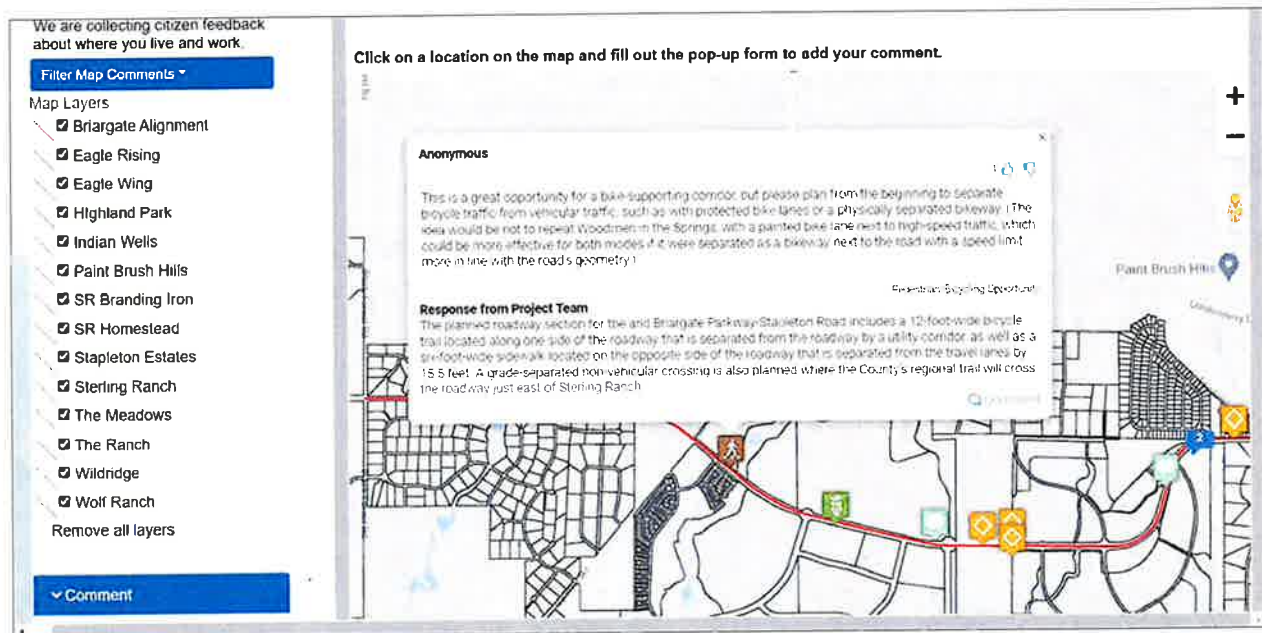 We are collecting citizen feedback
about where you live and work.
Filter Map Comments
Map Layers
Briargate Alignment
Eagle Rising
Eagle Wing
Highland Park
Indian Wells
Paint Brush Hills
SR Branding Iron
SR Homestead
Stapleton Estates
Sterling Ranch
The Meadows
The Ranch
Wildridge
Wolf Ranch
Remove all layers
Comment
Click on a location on the map and fill out the pop-up form to add your comment.
Anonymous
1
This is a great opportunity for a bike-supporting corridor, but please plan from the beginning to separate
bicycle traffic from vehicular traffic, such as with protected bike lanes or a physically separated bikeway. (The
idea would be not to repeat Woodmen in the Springs, with a painted bike lane next to high-speed traffic, which
could be more effective for both modes if it were separated as a bikeway next to the road with a speed limit
more in line with the road's geometry.)
Pedestrian/Bicycling Opportunity
Response from Project Team
The planned roadway section for the and Briargate Parkway-Stapleton Road includes a 12-foot-wide bicycle
trail located along one side of the roadway that is separated from the roadway by a utility corridor as well as a
six-foot-wide sidewalk located on the opposite side of the roadway that is separated from the travel lanes by
15.5 feet. A grade-separated non-vehicular crossing is also planned where the County's regional trail will cross
the roadway just east of Sterling Ranch
Comment
Paint Brush Hills
2